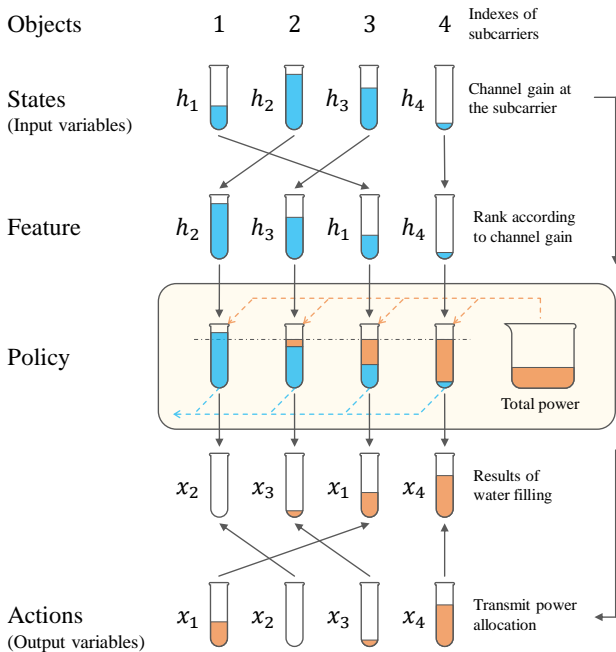 Objects 1 2 3 4 Indexes of
subcarriers
States
(Input variables)
h₁ h₂ h₃ h₄
Channel gain at
the subcarrier
Feature
h₂ h₃ h₁ h₄
Rank according
to channel gain
Policy
Total power
x₂ x₃ x₁ x₄
Results of
water filling
Actions
(Output variables)
x₁ x₂ x₃ x₄
Transmit power
allocation